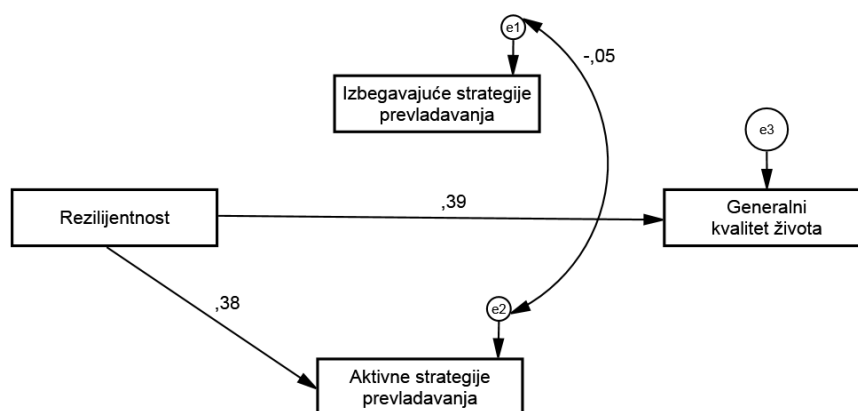 e1
-,05
Izbegavajuće strategije
prevladavanja
e3
Rezilijentnost
,39
Generalni
kvalitet života
,38
e2
Aktivne strategije
prevladavanja